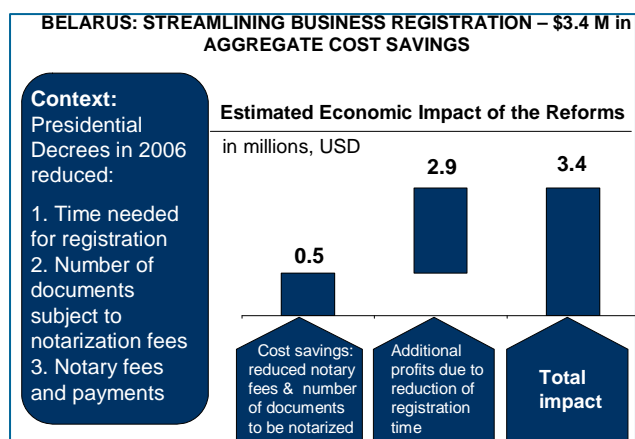 BELARUS: STREAMLINING BUSINESS REGISTRATION – $3.4 M in
AGGREGATE COST SAVINGS
Context:
Presidential
Decrees in 2006
reduced:
1. Time needed
for registration
2. Number of
documents
subject to
notarization fees
3. Notary fees
and payments
Estimated Economic Impact of the Reforms
in millions, USD
0.5
2.9
3.4
Cost savings:
reduced notary
fees & number
of documents
to be notarized
Additional
profits due to
reduction of
registration
time
Total
impact